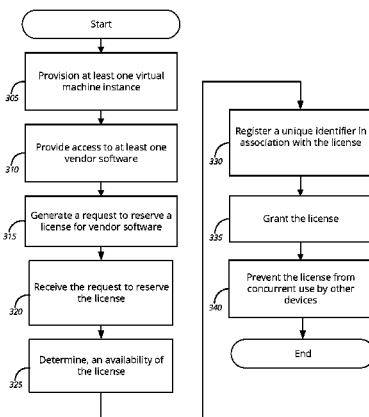 Start
Provision at least one virtual
machine instance
305
Provide access to at least one
vendor software
310
Generate a request to reserve a
license for vendor software
315
Receive the request to reserve
the license
320
Determine, an availability of
the license
325
Register a unique identifier in
association with the license
330
Grant the license
335
Prevent the license from
concurrent use by other
devices
340
End